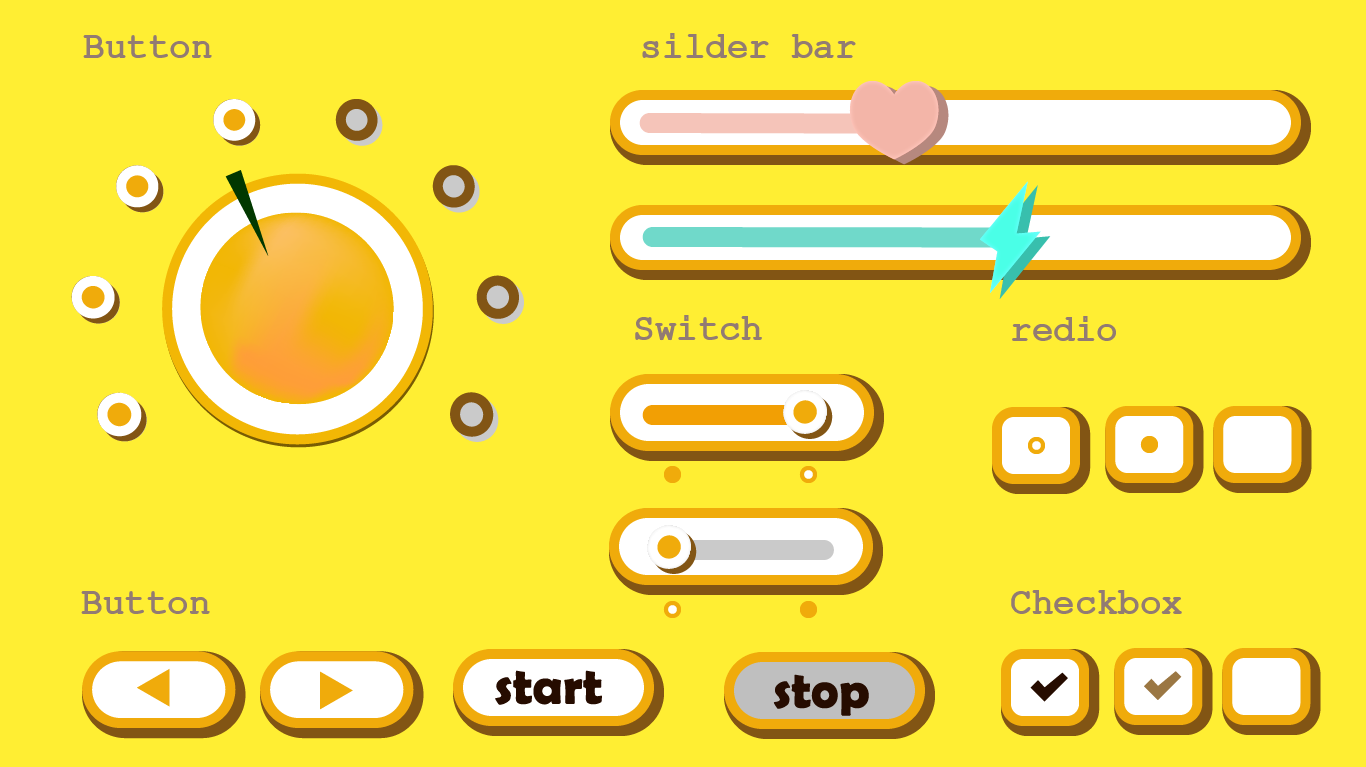 Button
silder bar
Switch
redio
Button
Checkbox
start
stop